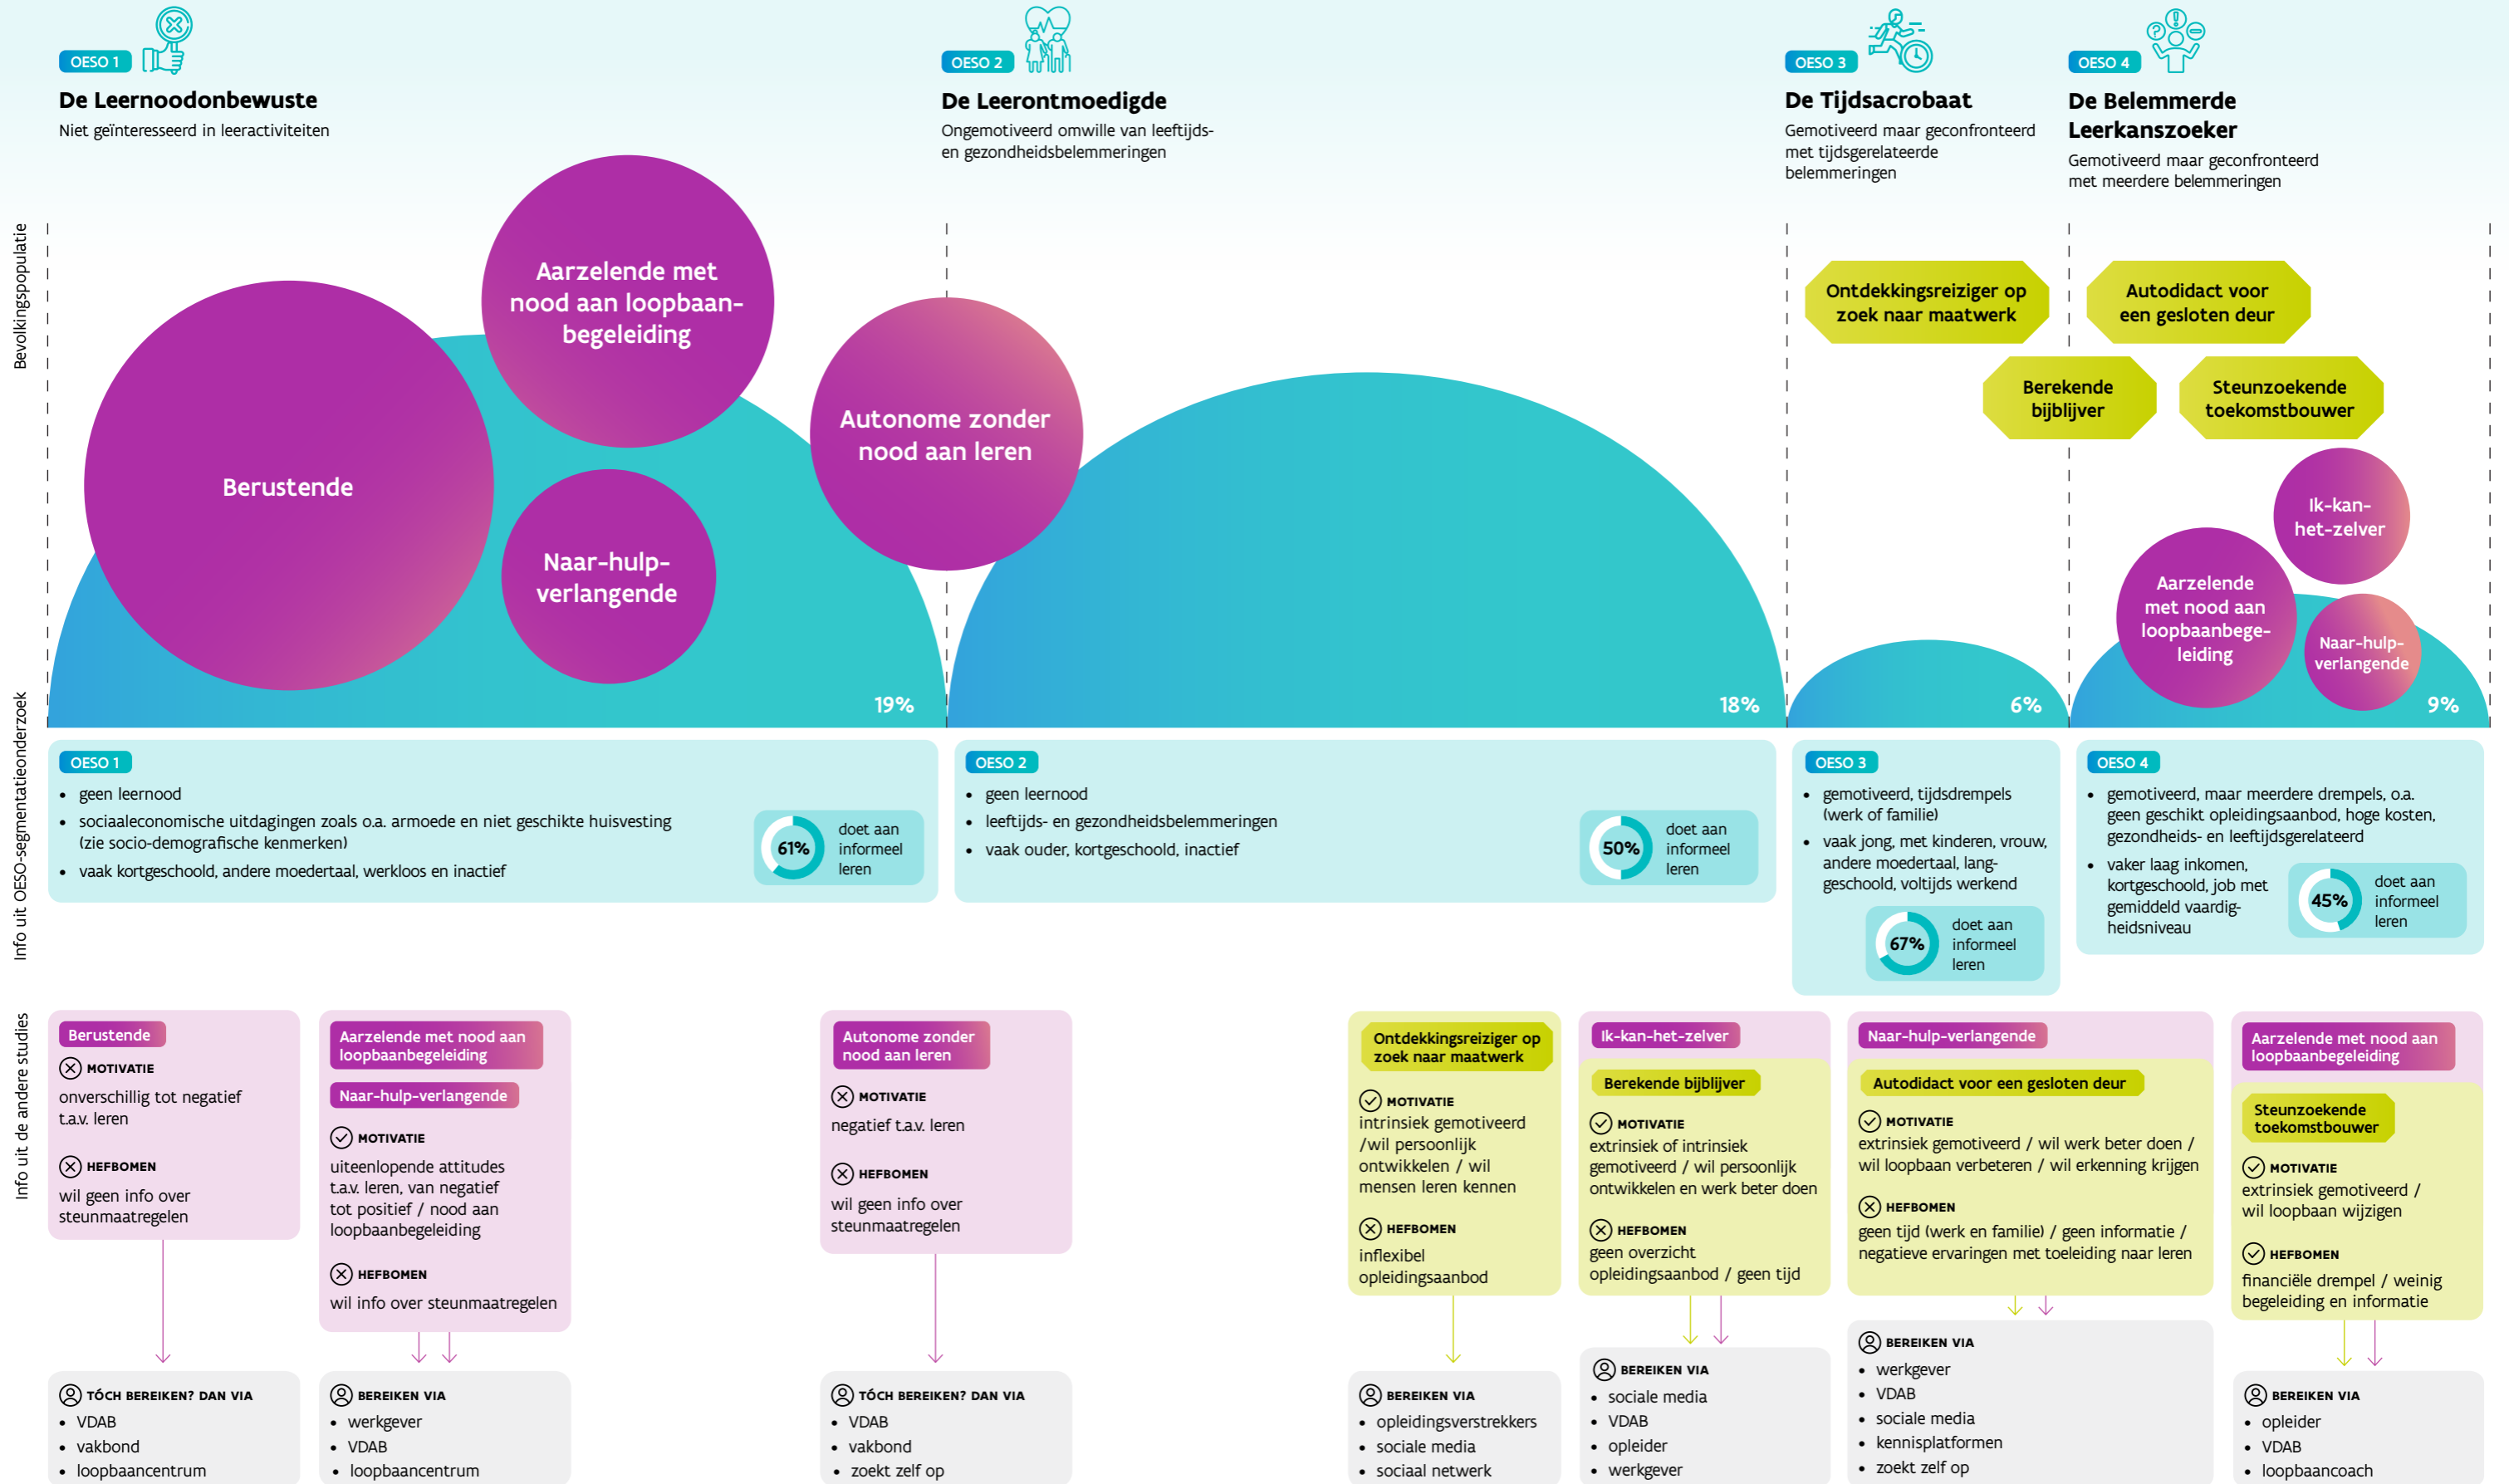 OESO 1
De Leernoodonbewuste
Niet geïnteresseerd in leeractiviteiten
OESO 2
De Leerontmoedigde
Ongemotiveerd omwille van leeftijds-
en gezondheidsbelemmeringen
OESO 3
De Tijdsacrobaat
Gemotiveerd maar geconfronteerd
met tijdsgerelateerde
belemmeringen
OESO 4
De Belemmerde
Leerkanszoeker
Gemotiveerd maar geconfronteerd
met meerdere belemmeringen
Bevolkingspopulatie
Berustende
Aarzelende met
nood aan loopbaan-
begeleiding
Naar-hulp-
verlangende
Autonome zonder
nood aan leren
Ontdekkingsreiziger op
zoek naar maatwerk
Autodidact voor
een gesloten deur
Berekende
bijblijver
Steunzoekende
toekomstbouwer
Ik-kan-
het-zelver
Aarzelende
met nood aan
loopbaanbege-
leiding
Naar-hulp-
verlangende
19%
18%
6%
9%
Info uit OESO-segmentatieonderzoek
OESO 1
• geen leernood
• sociaaleconomische uitdagingen zoals o.a. armoede en niet geschikte huisvesting
(zie socio-demografische kenmerken)
• vaak kortgeschoold, andere moedertaal, werkloos en inactief
61%
doet aan
informeel
leren
OESO 2
• geen leernood
• leeftijds- en gezondheidsbelemmeringen
• vaak ouder, kortgeschoold, inactief
50%
doet aan
informeel
leren
OESO 3
• gemotiveerd, tijdsdrempels
(werk of familie)
• vaak jong, met kinderen, vrouw,
andere moedertaal, lang-
geschoold, voltijds werkend
67%
doet aan
informeel
leren
OESO 4
• gemotiveerd, maar meerdere drempels, o.a.
geen geschikt opleidingsaanbod, hoge kosten,
gezondheids- en leeftijdsgerelateerd
• vaker laag inkomen,
kortgeschoold, job met
gemiddeld vaardig-
heidsniveau
45%
doet aan
informeel
leren
Info uit de andere studies
Berustende
MOTIVATIE
onverschillig tot negatief
t.a.v. leren
HEFBOMEN
wil geen info over
steunmaatregelen
TÓCH BEREIKEN? DAN VIA
• VDAB
• vakbond
• loopbaancentrum
Aarzelende met nood aan
loopbaanbegeleiding
Naar-hulp-verlangende
MOTIVATIE
uiteenlopende attitudes
t.a.v. leren, van negatief
tot positief / nood aan
loopbaanbegeleiding
HEFBOMEN
wil info over steunmaatregelen
BEREIKEN VIA
• werkgever
• VDAB
• loopbaancentrum
Autonome zonder
nood aan leren
MOTIVATIE
negatief t.a.v. leren
HEFBOMEN
wil geen info over
steunmaatregelen
TÓCH BEREIKEN? DAN VIA
• VDAB
• vakbond
• zoekt zelf op
Ontdekkingsreiziger op
zoek naar maatwerk
MOTIVATIE
intrinsiek gemotiveerd
/wil persoonlijk
ontwikkelen / wil
mensen leren kennen
HEFBOMEN
inflexibel
opleidingsaanbod
BEREIKEN VIA
• opleidingsverstrekkers
• sociale media
• sociaal netwerk
Ik-kan-het-zelver
Berekende bijblijver
MOTIVATIE
extrinsiek of intrinsiek
gemotiveerd / wil persoonlijk
ontwikkelen en werk beter doen
HEFBOMEN
geen overzicht
opleidingsaanbod / geen tijd
BEREIKEN VIA
• sociale media
• VDAB
• opleider
• werkgever
Naar-hulp-verlangende
Autodidact voor een gesloten deur
MOTIVATIE
extrinsiek gemotiveerd / wil werk beter doen /
wil loopbaan verbeteren / wil erkenning krijgen
HEFBOMEN
geen tijd (werk en familie) / geen informatie /
negatieve ervaringen met toeleiding naar leren
BEREIKEN VIA
• werkgever
• VDAB
• sociale media
• kennisplatformen
• zoekt zelf op
Aarzelende met nood aan
loopbaanbegeleiding
Steunzoekende
toekomstbouwer
MOTIVATIE
extrinsiek gemotiveerd /
wil loopbaan wijzigen
HEFBOMEN
financiële drempel / weinig
begeleiding en informatie
BEREIKEN VIA
• opleider
• VDAB
• loopbaancoach